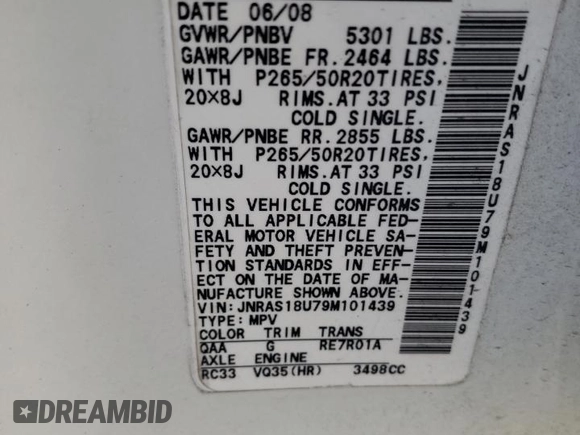 DATE 06/08
GVWR/PNBV 5301 LBS.
GAWR/PNBE FR. 2464 LBS.
WITH P265/50R20TIRES,
20×8J RIMS. AT 33 PSI
COLD SINGLE.
GAWR/PNBE RR. 2855 LBS.
WITH P265/50R20TIRES,
20×8J RIMS. AT 33 PSI
COLD SINGLE.
THIS VEHICLE CONFORMS
TO ALL APPLICABLE FED-
ERAL MOTOR VEHICLE SA-
FETY AND THEFT PREVEN-
TION STANDARDS IN EFF-
ECT ON THE DATE OF MA-
NUFACTURE SHOWN ABOVE.
VIN: JNRAS18U79M101439
TYPE: MPV
COLOR TRIM TRANS
QAA G RE7R01A
AXLE ENGINE
RC33 VQ35(HR) 3498CC
JNRAS18U79M101439
DREAMBID